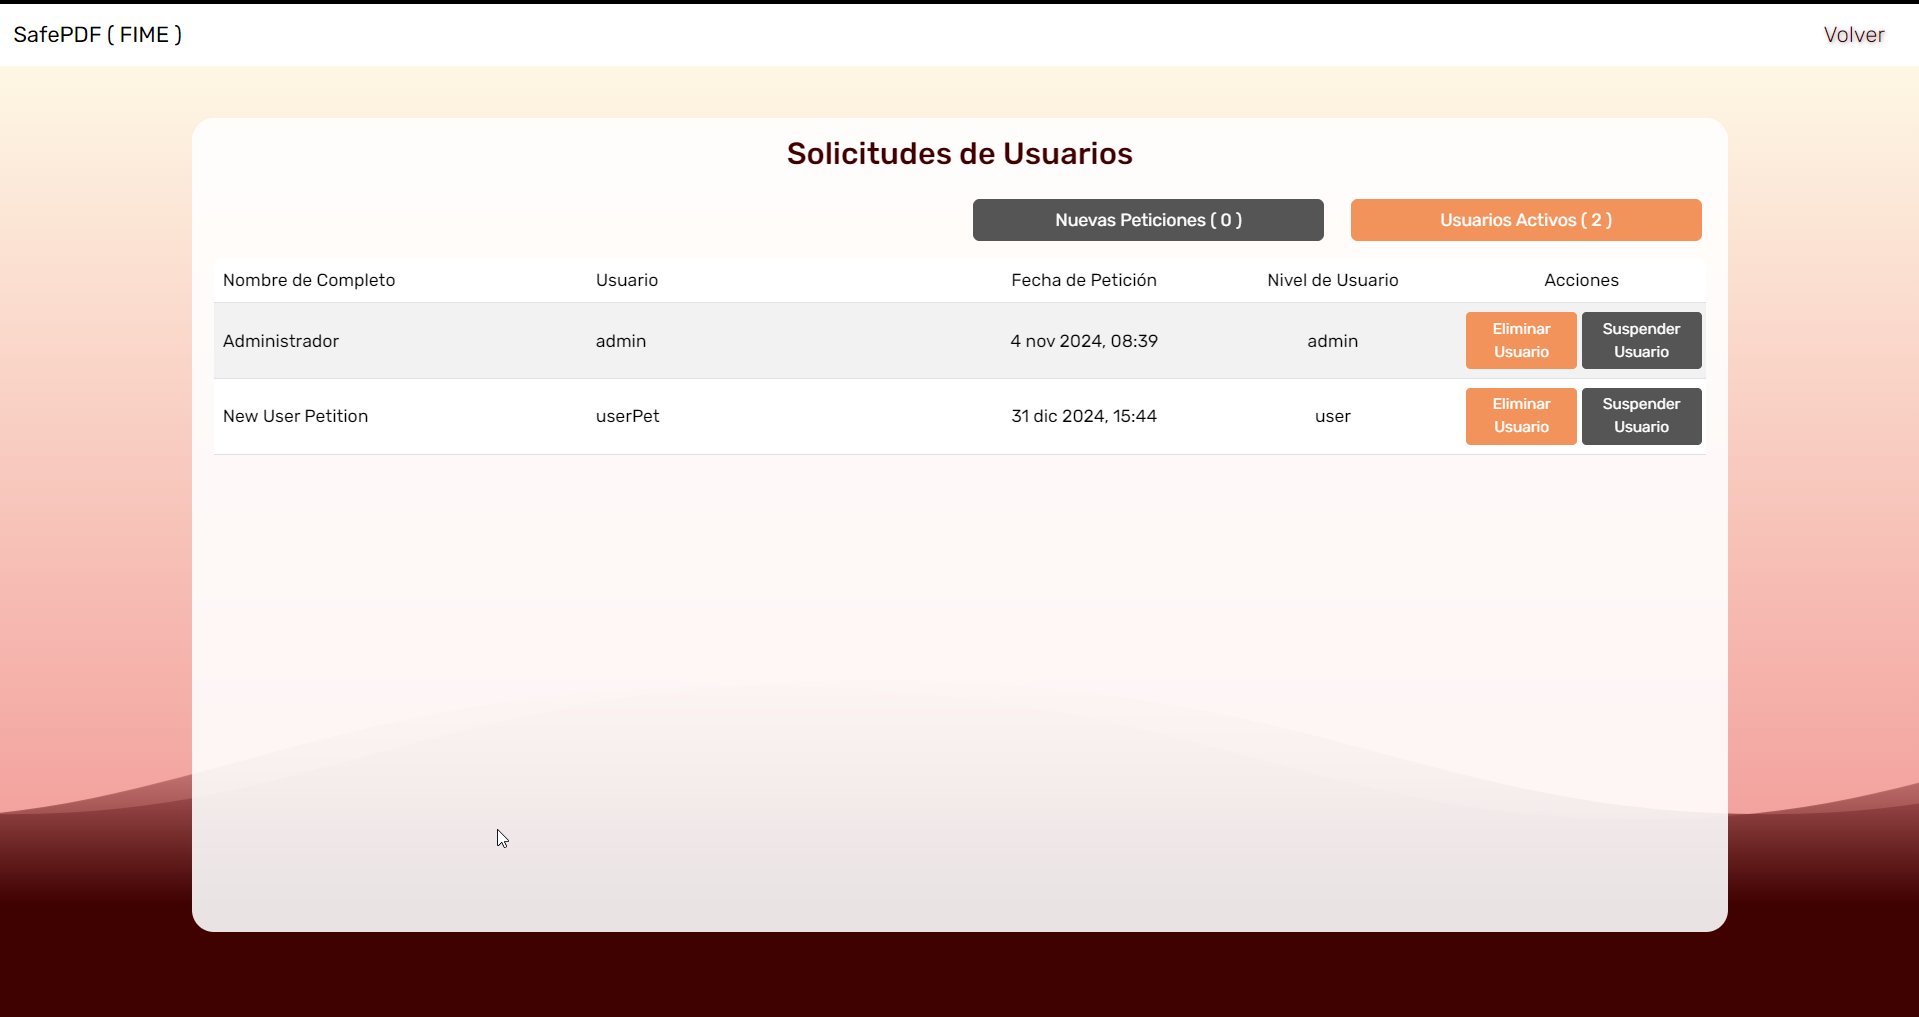 SafePDF ( FIME )
Volver
Solicitudes de Usuarios
Nuevas Peticiones ( 0 )
Usuarios Activos ( 2 )
Nombre de Completo Usuario Fecha de Petición Nivel de Usuario Acciones
Administrador admin 4 nov 2024, 08:39 admin Eliminar Usuario Suspender Usuario
New User Petition userPet 31 dic 2024, 15:44 user Eliminar Usuario Suspender Usuario